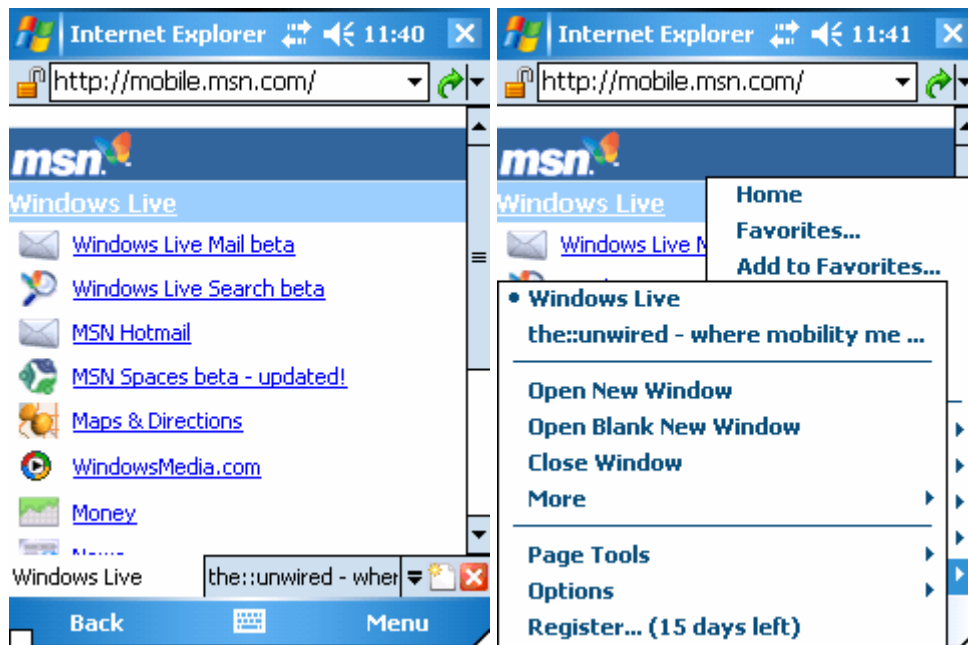 Internet Explorer 11:40
http://mobile.msn.com/
msn
Windows Live
Windows Live Mail beta
Windows Live Search beta
MSN Hotmail
MSN Spaces beta - updated!
Maps & Directions
WindowsMedia.com
Money
Windows Live the::unwired - wher
Back Menu
Internet Explorer 11:41
http://mobile.msn.com/
msn
Windows Live
Windows Live
Home
Favorites...
Add to Favorites...
Windows Live
the::unwired - where mobility me ...
Open New Window
Open Blank New Window
Close Window
More
Page Tools
Options
Register... (15 days left)